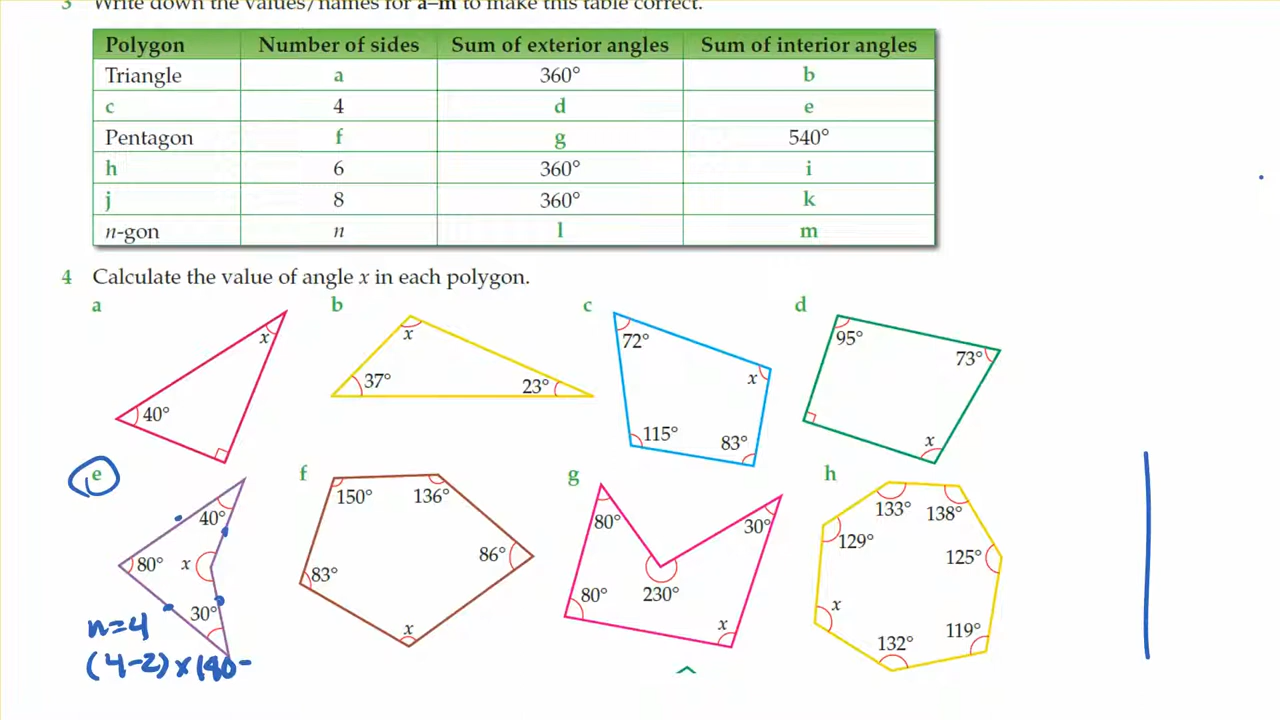 3 Write down the values/names for a–m to make this table correct.
Polygon Number of sides Sum of exterior angles Sum of interior angles
Triangle a 360° b
c 4 d e
Pentagon f g 540°
h 6 360° i
j 8 360° k
n-gon n l m
4 Calculate the value of angle x in each polygon.
a b c d
x 40°
x 37° 23°
72° x 115° 83°
95° 73° x
e f g h
40° 80° x 30°
150° 136° 86° 83° x
80° 30° 80° 230° x
133° 138° 129° 125° x 132° 119°
n=4
(4-2)×180=